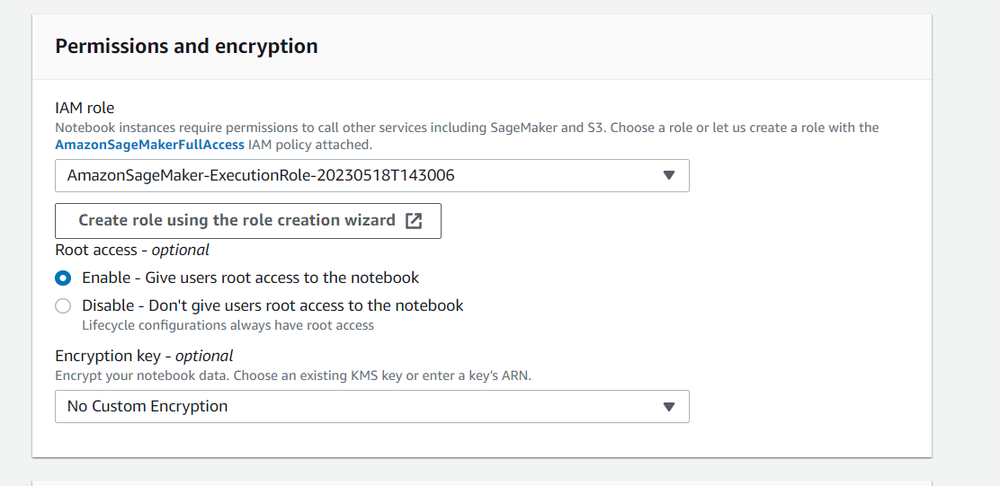 Permissions and encryption
IAM role
Notebook instances require permissions to call other services including SageMaker and S3. Choose a role or let us create a role with the
AmazonSageMakerFullAccess IAM policy attached.
AmazonSageMaker-ExecutionRole-20230518T143006
Create role using the role creation wizard
Root access - optional
Enable - Give users root access to the notebook
Disable - Don't give users root access to the notebook
Lifecycle configurations always have root access
Encryption key - optional
Encrypt your notebook data. Choose an existing KMS key or enter a key's ARN.
No Custom Encryption